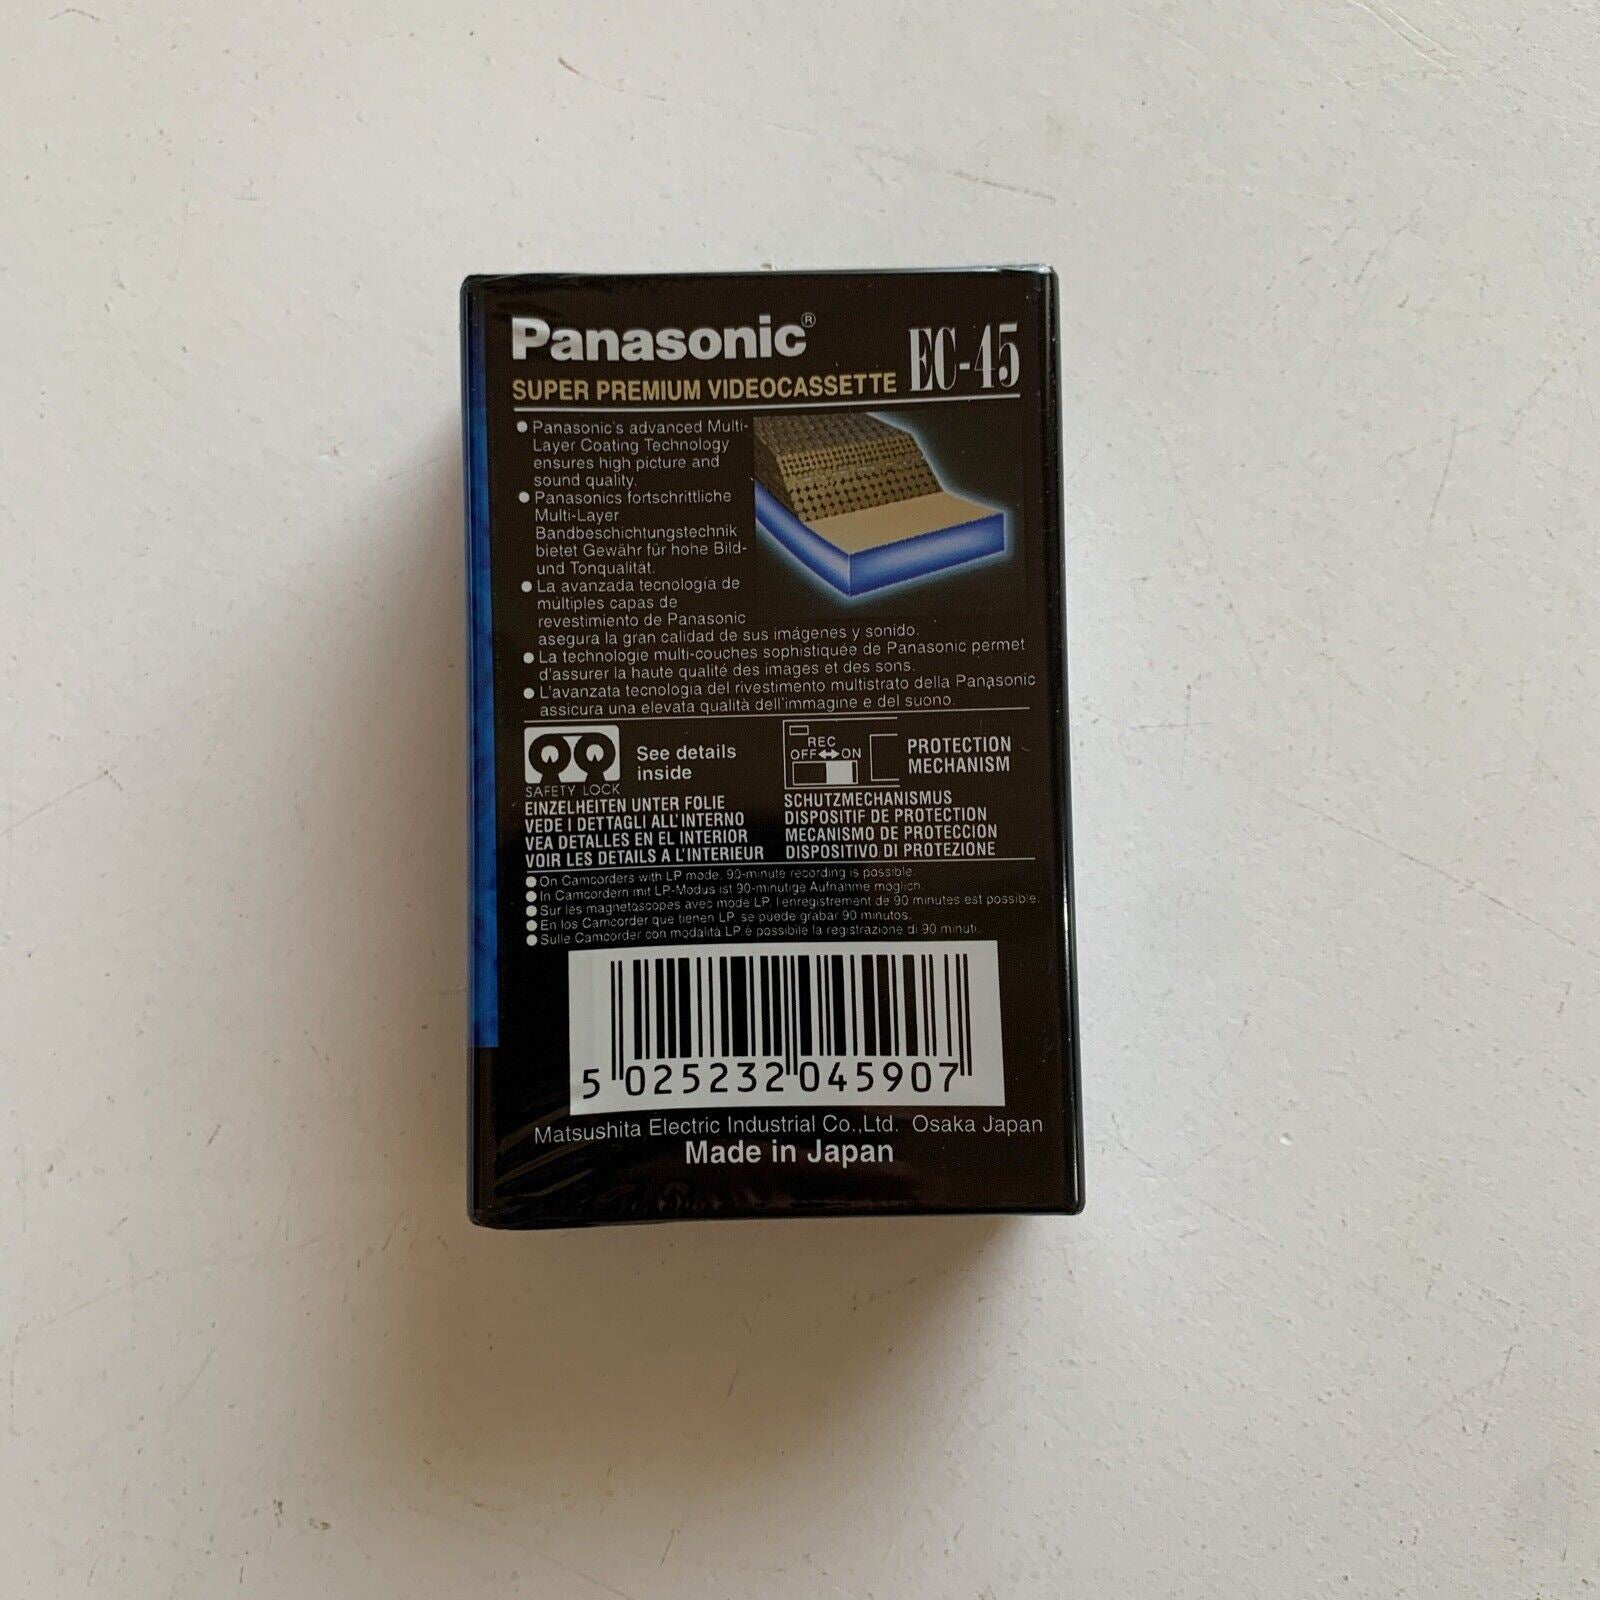 Panasonic®
EC-45
SUPER PREMIUM VIDEOCASSETTE
● Panasonic's advanced Multi-
Layer Coating Technology
ensures high picture and
sound quality.
● Panasonics fortschrittliche
Multi-Layer
Bandbeschichtungstechnik
bietet Gewähr für hohe Bild-
und Tonqualität.
● La avanzada tecnología de
múltiples capas de
revestimiento de Panasonic
asegura la gran calidad de sus imágenes y sonido.
● La technologie multi-couches sophistiquée de Panasonic permet
d'assurer la haute qualité des images et des sons.
● L'avanzata tecnologia del rivestimento multistrato della Panasonic
assicura una elevata qualità dell'immagine e del suono.
SAFETY LOCK
See details
inside
EINZELHEITEN UNTER FOLIE
VEDE I DETTAGLI ALL'INTERNO
VEA DETALLES EN EL INTERIOR
VOIR LES DETAILS A L'INTERIEUR
REC
OFF↔ON
PROTECTION
MECHANISM
SCHUTZMECHANISMUS
DISPOSITIF DE PROTECTION
MECANISMO DE PROTECCION
DISPOSITIVO DI PROTEZIONE
● On Camcorders with LP mode, 90-minute recording is possible.
● In Camcordern mit LP-Modus ist 90-minutige Aufnahme möglich.
● Sur les magnetoscopes avec mode LP, l enregistrement de 90 minutes est possible.
● En los Camcorder que tienen LP, se puede grabar 90 minutos.
● Sulle Camcorder con modalità LP è possibile la registrazione di 90 minuti.
5 025232 045907
Matsushita Electric Industrial Co.,Ltd. Osaka Japan
Made in Japan